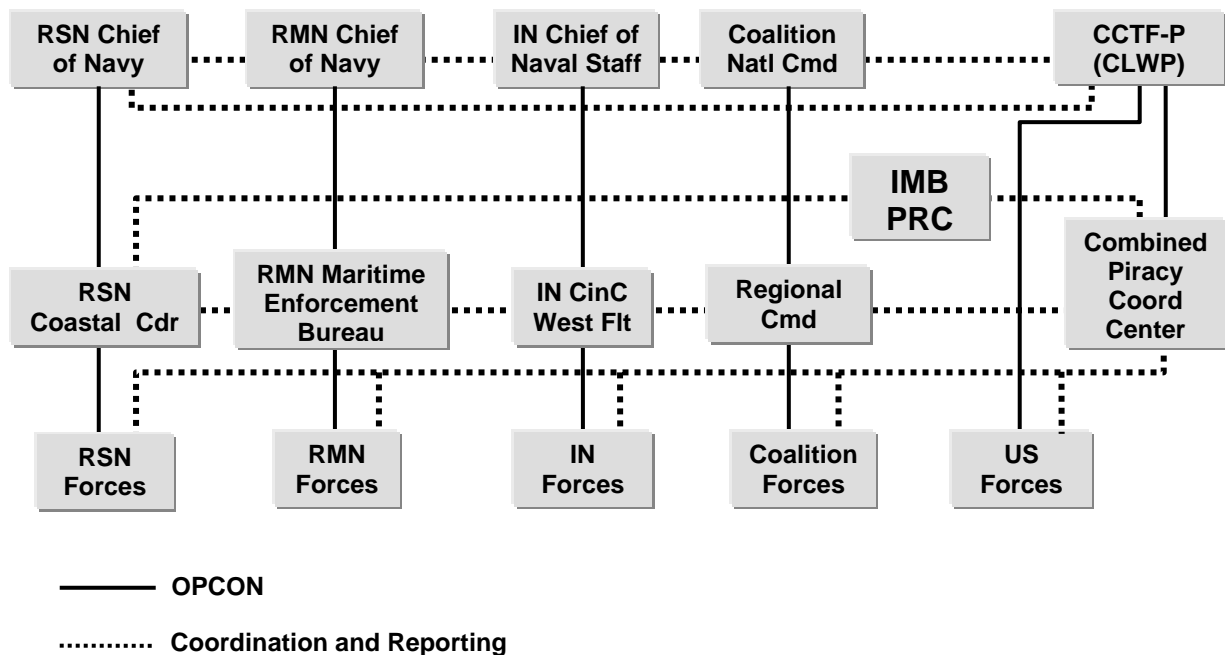 RSN Chief
of Navy
RMN Chief
of Navy
IN Chief of
Naval Staff
Coalition
Natl Cmd
CCTF-P
(CLWP)
IMB
PRC
RSN
Coastal Cdr
RMN Maritime
Enforcement
Bureau
IN CinC
West Flt
Regional
Cmd
Combined
Piracy
Coord
Center
RSN
Forces
RMN
Forces
IN
Forces
Coalition
Forces
US
Forces
OPCON
Coordination and Reporting